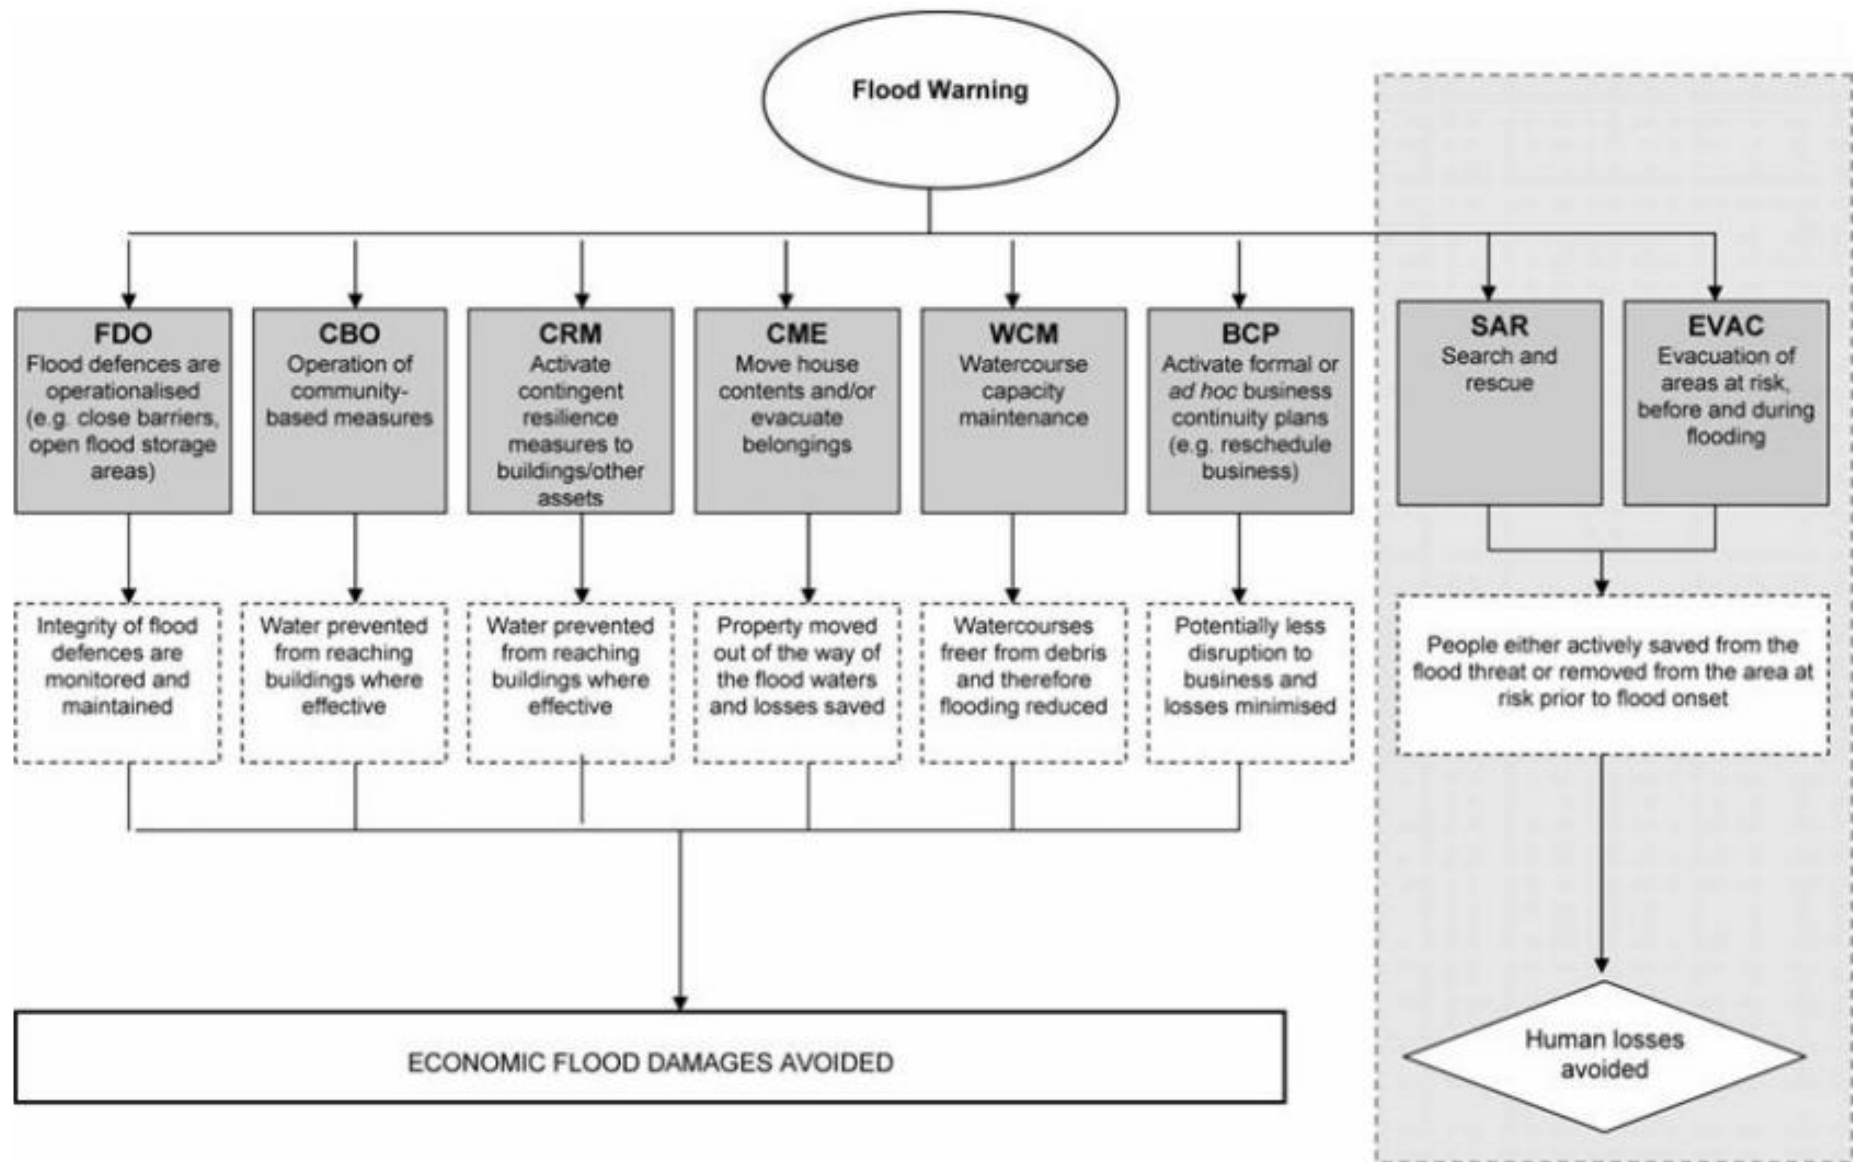 Flood Warning
FDO
Flood defences are
operationalised
(e.g. close barriers,
open flood storage
areas)
CBO
Operation of
community-
based measures
CRM
Activate
contingent
resilience
measures to
buildings/other
assets
CME
Move house
contents and/or
evacuate
belongings
WCM
Watercourse
capacity
maintenance
BCP
Activate formal or
ad hoc business
continuity plans
(e.g. reschedule
business)
SAR
Search and
rescue
EVAC
Evacuation of
areas at risk,
before and during
flooding
Integrity of flood
defences are
monitored and
maintained
Water prevented
from reaching
buildings where
effective
Water prevented
from reaching
buildings where
effective
Property moved
out of the way of
the flood waters
and losses saved
Watercourses
freer from debris
and therefore
flooding reduced
Potentially less
disruption to
business and
losses minimised
People either actively saved from the
flood threat or removed from the area at
risk prior to flood onset
ECONOMIC FLOOD DAMAGES AVOIDED
Human losses
avoided